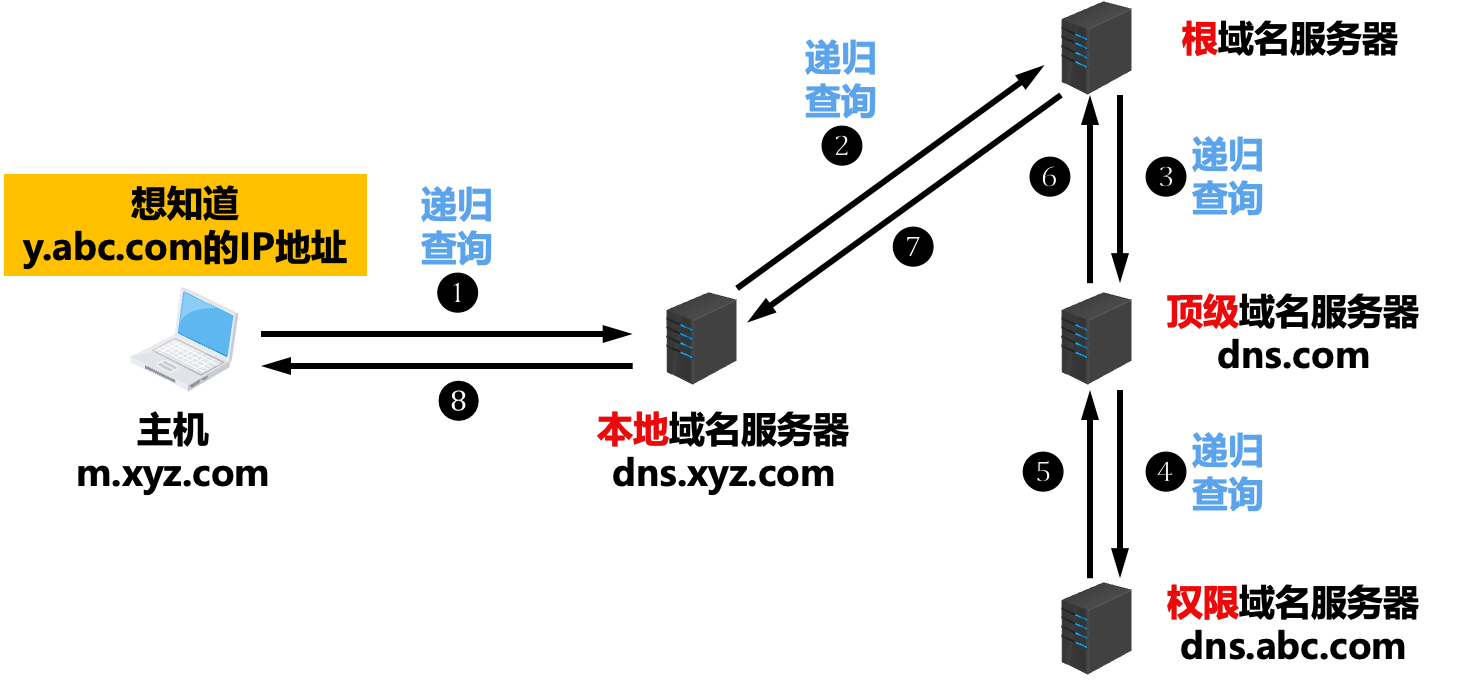 根域名服务器
递归
查询
❷
想知道
y.abc.com的IP地址
递归
查询
❶
❻
❸
递归
查询
❼
顶级域名服务器
dns.com
❽
主机
m.xyz.com
本地域名服务器
dns.xyz.com
❺
❹
递归
查询
权限域名服务器
dns.abc.com